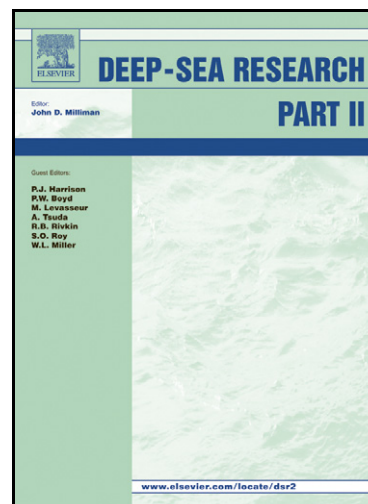 ELSEVIER
DEEP-SEA RESEARCH
PART II
Editor:
John D. Milliman
Guest Editors:
P.J. Harrison
P.W. Boyd
M. Levasseur
A. Tsuda
R.B. Rivkin
S.O. Roy
W.L. Miller
www.elsevier.com/locate/dsr2